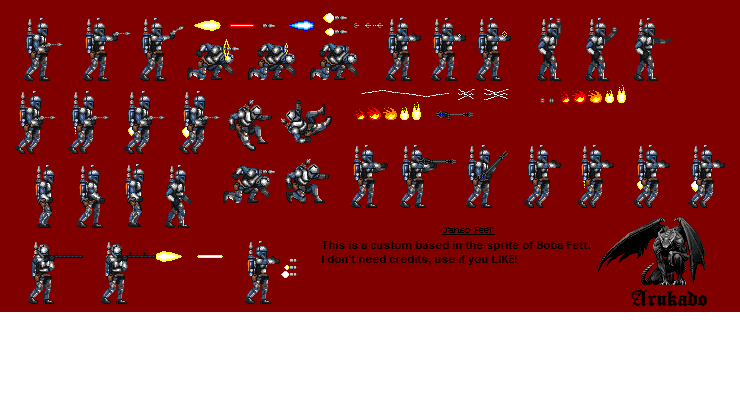 Jango Fett
This is a custom based in the sprite of Boba Fett.
I don't need credits, use if you LIKE!
Arukado